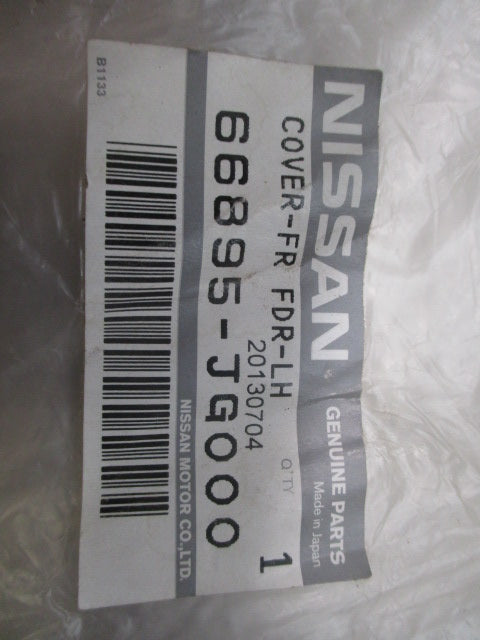 NISSAN GENUINE PARTS
Made in Japan
COVER-FR FDR-LH
20130704 Q'TY
66895-JG000 1
NISSAN MOTOR CO.,LTD.
B1133